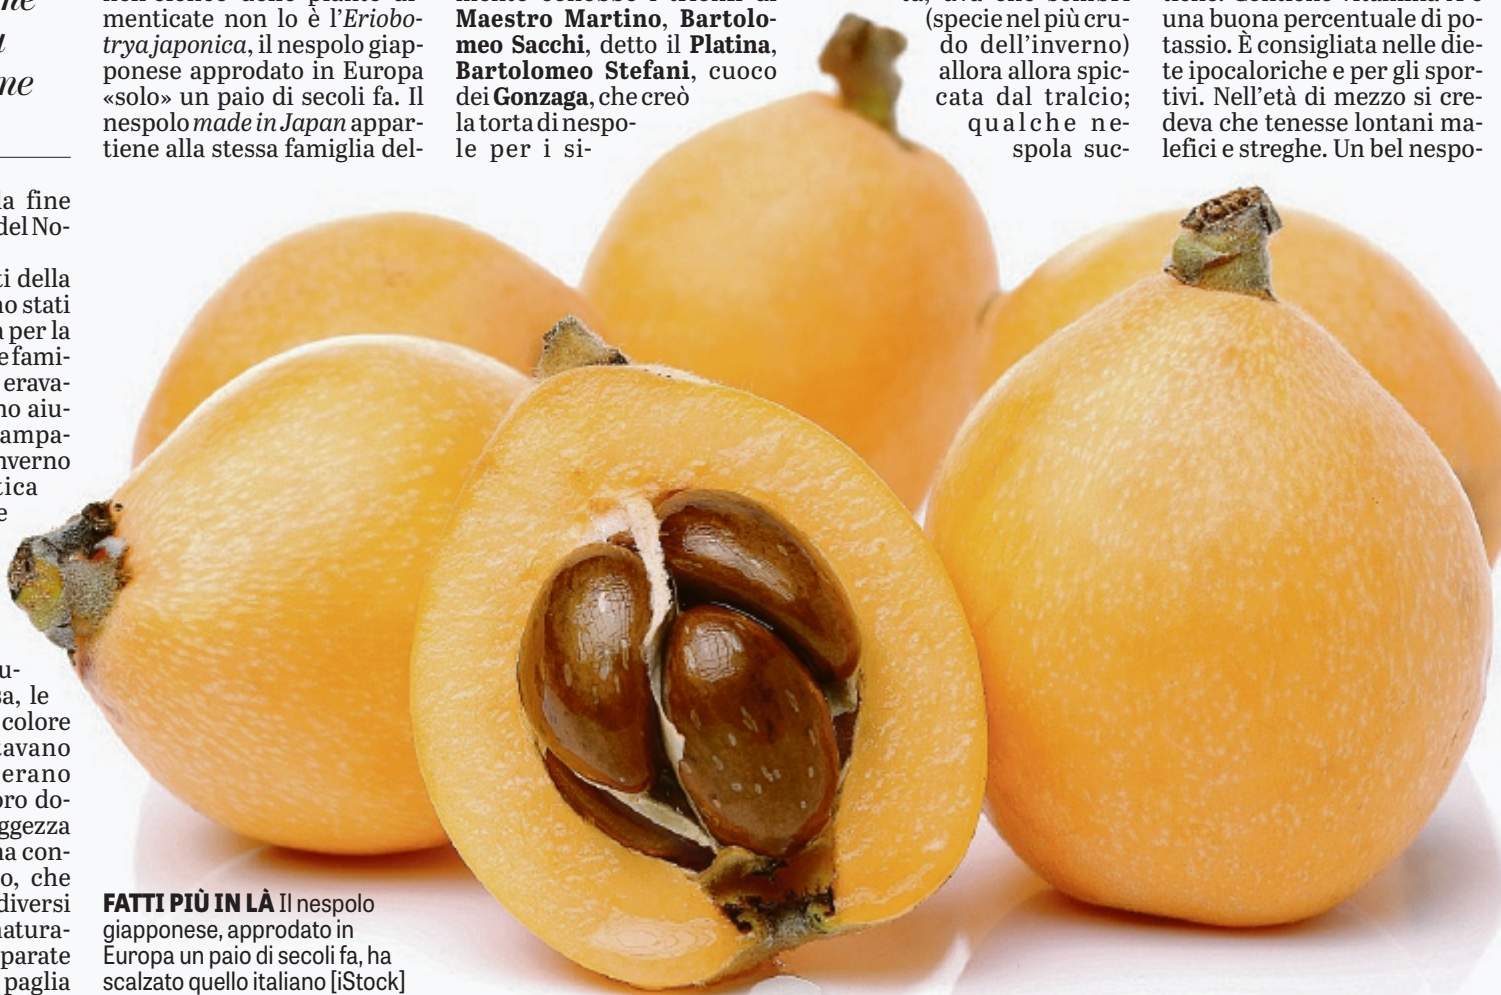 me
a
me
la fine
del No-
ti della
no stati
a per la
e fami-
erava-
no aiu-
ampa-
nverno
tica
e
u-
sa, le
colore
tavano
erano
oro do-
ggezza
na con-
o, che
diversi
natura-
parate
paglia
menticate non lo è l'Eriobo-
trya japonica, il nespolo giap-
ponese approdato in Europa
«solo» un paio di secoli fa. Il
nespolo made in Japan appar-
tiene alla stessa famiglia del-
Maestro Martino, Bartolo-
meo Sacchi, detto il Platina,
Bartolomeo Stefani, cuoco
dei Gonzaga, che creò
la torta di nespo-
le per i si-
(specie nel più cru-
do dell'inverno)
allora allora spic-
cata dal tralcio;
qualche ne-
spola suc-
una buona percentuale di po-
tassio. È consigliata nelle die-
te ipocaloriche e per gli spor-
tivi. Nell'età di mezzo si cre-
deva che tenesse lontani ma-
lefici e streghe. Un bel nespo-
FATTI PIÙ IN LÀ Il nespolo
giapponese, approdato in
Europa un paio di secoli fa, ha
scalzato quello italiano [iStock]